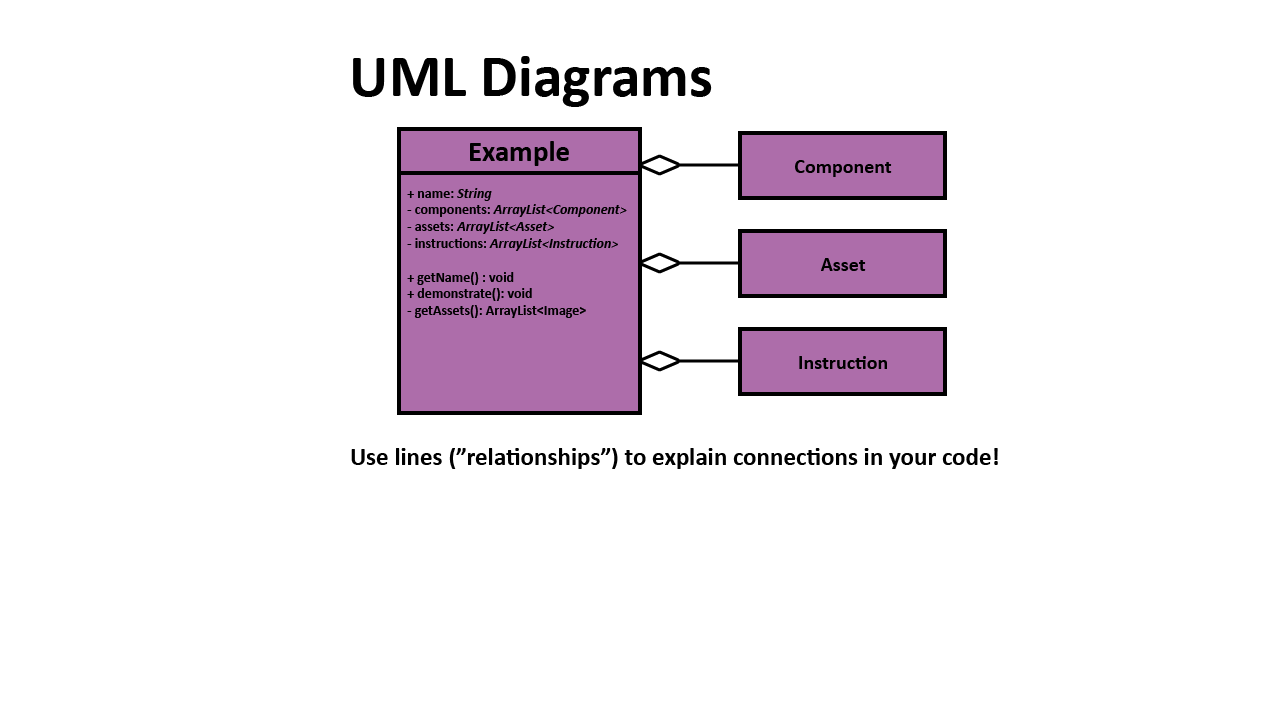 UML Diagrams
Example
+ name: String
- components: ArrayList<Component>
- assets: ArrayList<Asset>
- instructions: ArrayList<Instruction>
+ getName() : void
+ demonstrate(): void
- getAssets(): ArrayList<Image>
Component
Asset
Instruction
Use lines (”relationships”) to explain connections in your code!